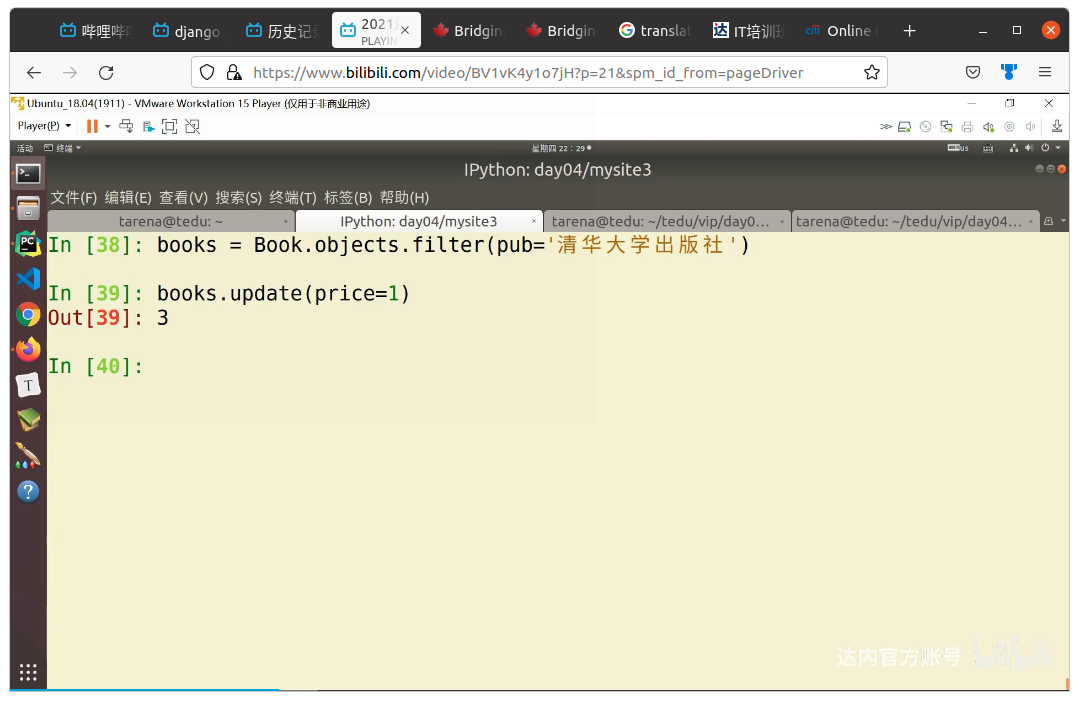 哔哩哔
django
历史记
2021
PLAYIN
Bridgin
Bridgin
translat
达 IT培训
citi Online
https://www.bilibili.com/video/BV1vK4y1o7jH?p=21&spm_id_from=pageDriver
Ubuntu_18.04(1911) - VMware Workstation 15 Player (仅用于非商业用途)
Player(P)
活动 终端 星期四 22：29 us
IPython: day04/mysite3
文件(F) 编辑(E) 查看(V) 搜索(S) 终端(T) 标签(B) 帮助(H)
tarena@tedu: ~
IPython: day04/mysite3
tarena@tedu: ~/tedu/vip/day0...
tarena@tedu: ~/tedu/vip/day04...
PC
In [38]: books = Book.objects.filter(pub='清华大学出版社')
In [39]: books.update(price=1)
Out[39]: 3
In [40]:
T
?
达内官方账号